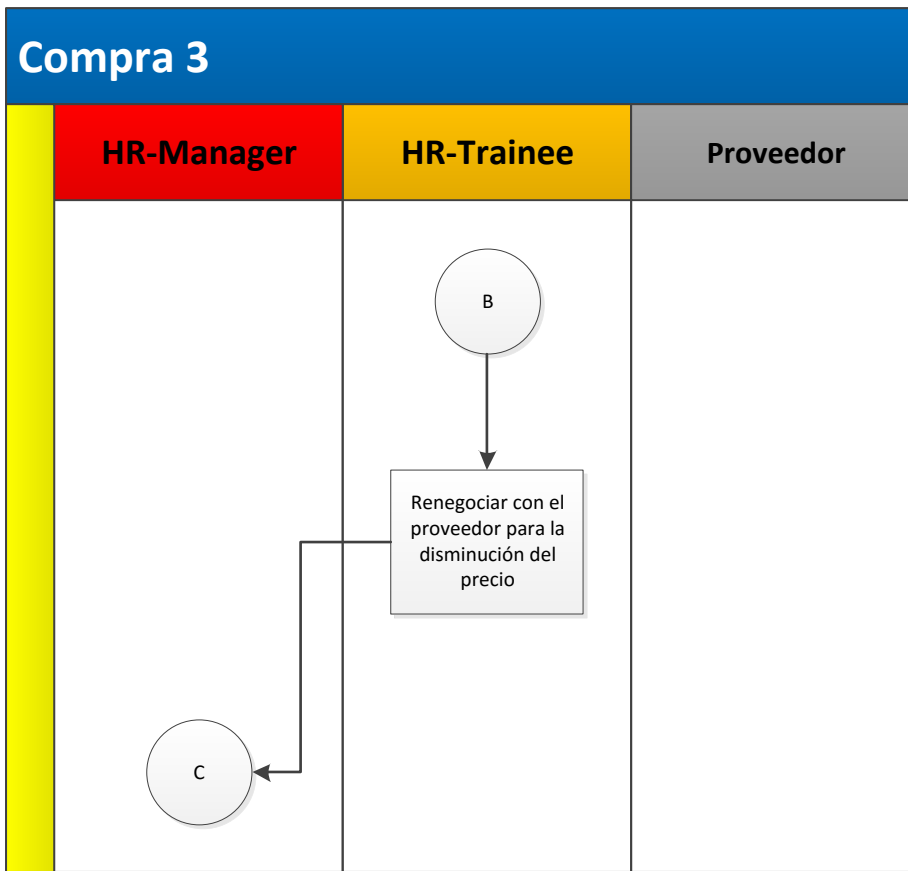 Compra 3
HR-Manager
HR-Trainee
Proveedor
B
Renegociar con el
proveedor para la
disminución del
precio
C